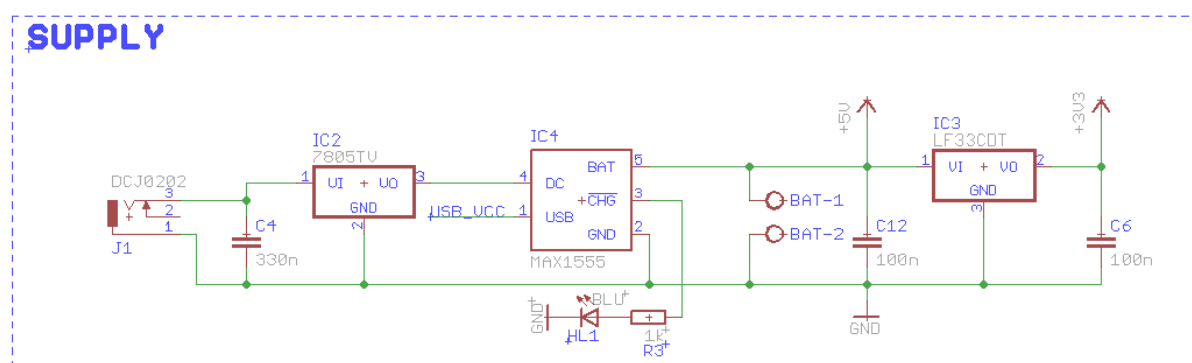 SUPPLY
DCJ0202
3
2
1
J1
C4
330n
IC2
7805TV
1
VI + VO
3
GND
2
USB_VCC
IC4
4
DC
1
USB
BAT
5
+CHG
3
GND
2
MAX1555
GND
BLU
HL1
1k
R3
BAT-1
BAT-2
+5V
C12
100n
GND
IC3
LF33CDT
1
VI + VO
2
GND
3
+3V3
C6
100n